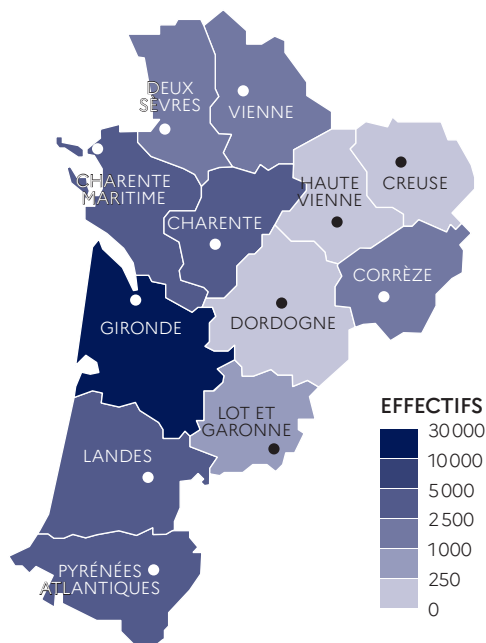 DEUX
SÈVRES
VIENNE
CHARENTE
MARITIME
HAUTE
VIENNE
CREUSE
CHARENTE
CORRÈZE
GIRONDE
DORDOGNE
LOT ET
GARONNE
LANDES
PYRÉNÉES
ATLANTIQUES
EFFECTIFS
30 000
10 000
5 000
2 500
1 000
250
0